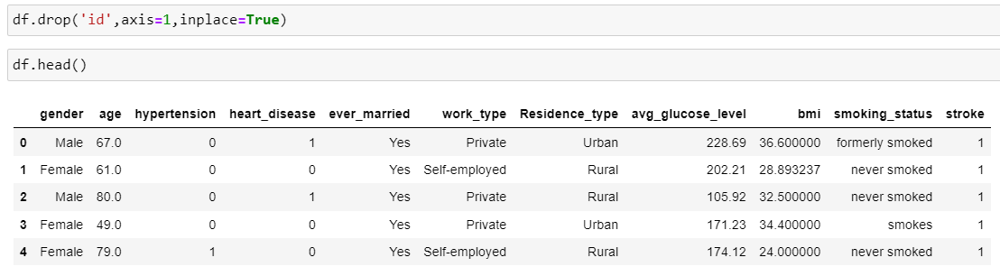 df.drop('id',axis=1,inplace=True)
df.head()
gender age hypertension heart_disease ever_married work_type Residence_type avg_glucose_level bmi smoking_status stroke
0 Male 67.0 0 1 Yes Private Urban 228.69 36.600000 formerly smoked 1
1 Female 61.0 0 0 Yes Self-employed Rural 202.21 28.893237 never smoked 1
2 Male 80.0 0 1 Yes Private Rural 105.92 32.500000 never smoked 1
3 Female 49.0 0 0 Yes Private Urban 171.23 34.400000 smokes 1
4 Female 79.0 1 0 Yes Self-employed Rural 174.12 24.000000 never smoked 1